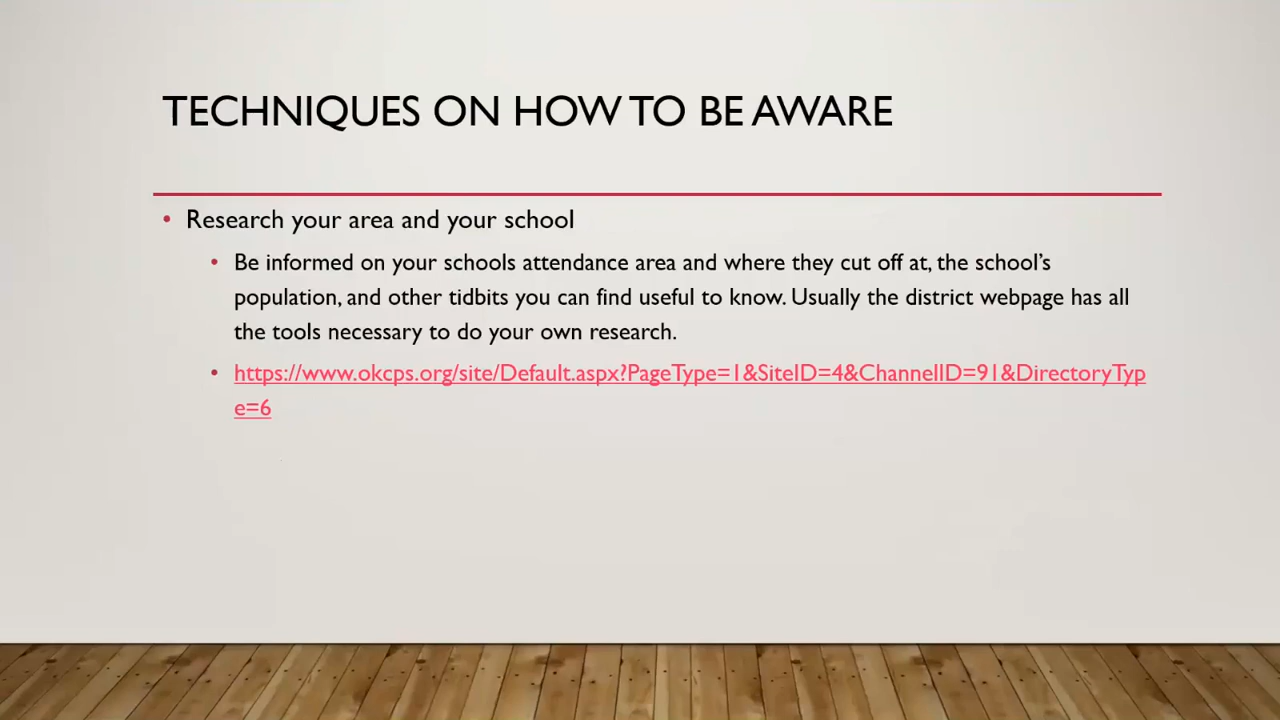 TECHNIQUES ON HOW TO BE AWARE
• Research your area and your school
• Be informed on your schools attendance area and where they cut off at, the school’s
population, and other tidbits you can find useful to know. Usually the district webpage has all
the tools necessary to do your own research.
• https://www.okcps.org/site/Default.aspx?PageType=1&SiteID=4&ChannelID=91&DirectoryTyp
e=6